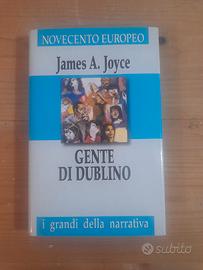 NOVECENTO EUROPEO
James A. Joyce
GENTE
DI DUBLINO
i grandi della narrativa
subito